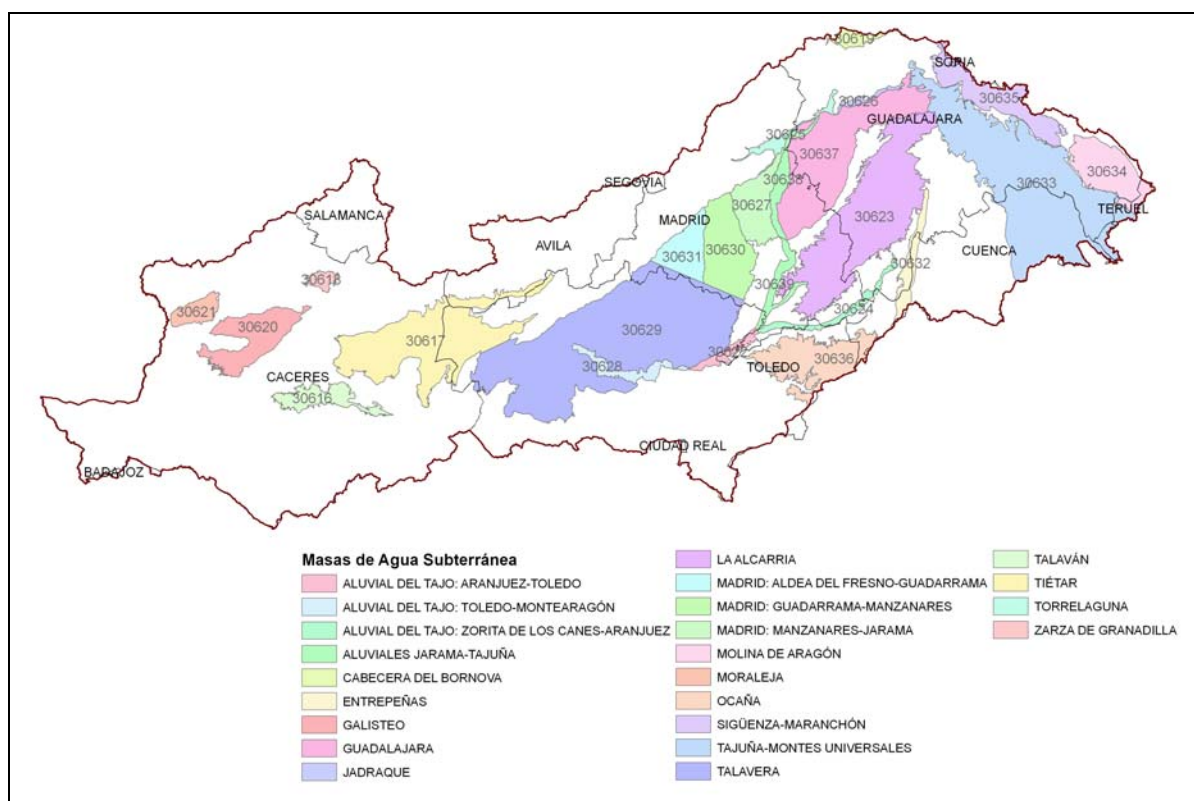 30619
SORIA
30635
30626
GUADALAJARA
30625
30637
30634
30638
SEGOVIA
30633
30627
TERUEL
SALAMANCA
MADRID
30623
AVILA
30630
CUENCA
30631
30632
30618
30639
30621
30624
30620
30629
30617
30622
30636
30628
TOLEDO
CACERES
30616
CIUDAD REAL
BADAJOZ
Masas de Agua Subterránea
ALUVIAL DEL TAJO: ARANJUEZ-TOLEDO
ALUVIAL DEL TAJO: TOLEDO-MONTEARAGÓN
ALUVIAL DEL TAJO: ZORITA DE LOS CANES-ARANJUEZ
ALUVIALES JARAMA-TAJUÑA
CABECERA DEL BORNOVA
ENTREPEÑAS
GALISTEO
GUADALAJARA
JADRAQUE
LA ALCARRIA
MADRID: ALDEA DEL FRESNO-GUADARRAMA
MADRID: GUADARRAMA-MANZANARES
MADRID: MANZANARES-JARAMA
MOLINA DE ARAGÓN
MORALEJA
OCAÑA
SIGÜENZA-MARANCHÓN
TAJUÑA-MONTES UNIVERSALES
TALAVERA
TALAVÁN
TIÉTAR
TORRELAGUNA
ZARZA DE GRANADILLA